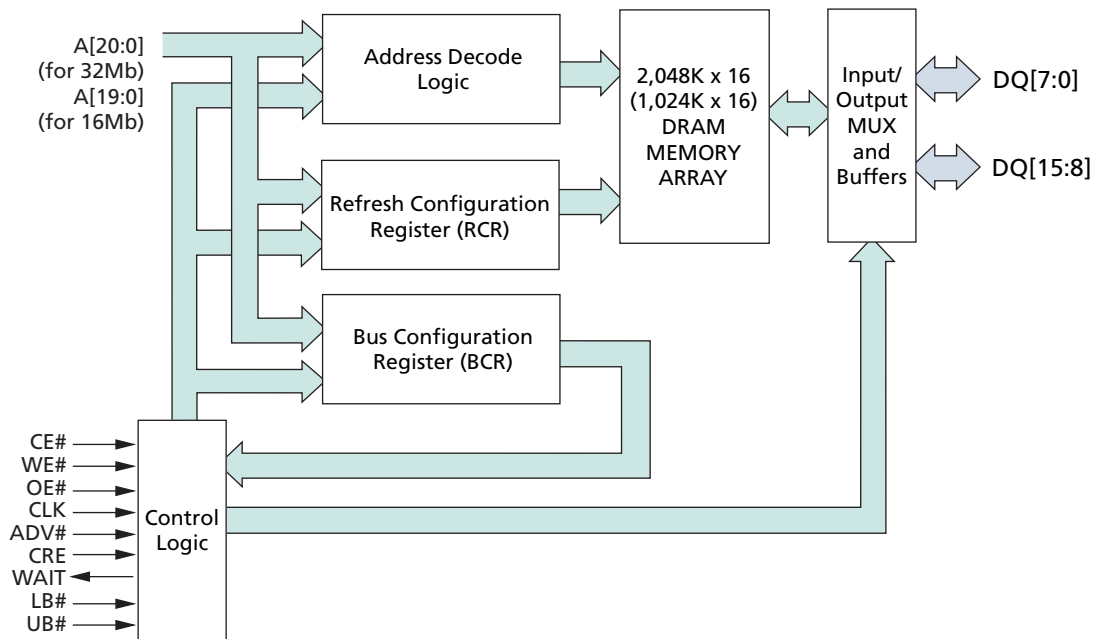 A[20:0]
(for 32Mb)
A[19:0]
(for 16Mb)
Address Decode
Logic
2,048K x 16
(1,024K x 16)
DRAM
MEMORY
ARRAY
Input/
Output
MUX
and
Buffers
DQ[7:0]
DQ[15:8]
Refresh Configuration
Register (RCR)
Bus Configuration
Register (BCR)
CE#
WE#
OE#
CLK
ADV#
CRE
WAIT
LB#
UB#
Control
Logic